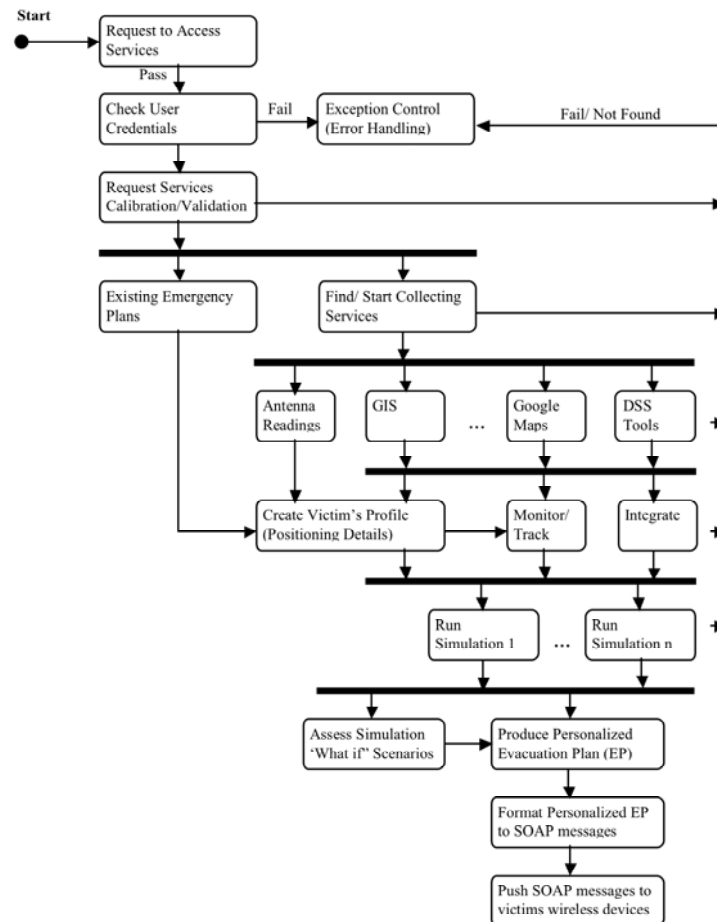 Start
Request to Access
Services
Pass
Check User
Credentials
Fail
Exception Control
(Error Handling)
Fail/ Not Found
Request Services
Calibration/Validation
Existing Emergency
Plans
Find/ Start Collecting
Services
Antenna
Readings
GIS
...
Google
Maps
DSS
Tools
Create Victim's Profile
(Positioning Details)
Monitor/
Track
Integrate
Run
Simulation 1
...
Run
Simulation n
Assess Simulation
‘What if” Scenarios
Produce Personalized
Evacuation Plan (EP)
Format Personalized EP
to SOAP messages
Push SOAP messages to
victims wireless devices